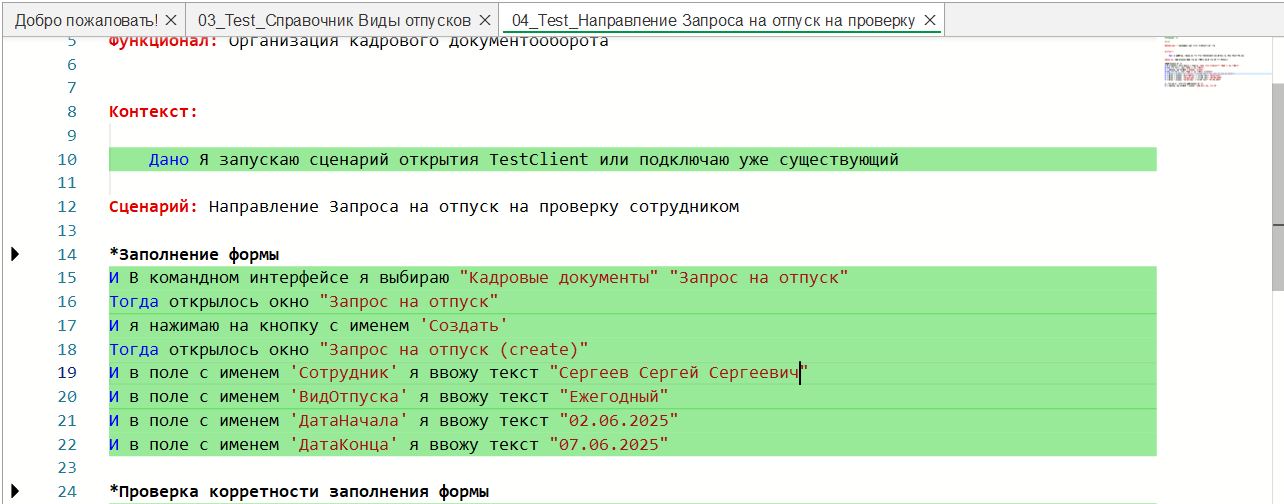 Добро пожаловать! × 03_Test_Справочник Виды отпусков × 04_Test_Направление Запроса на отпуск на проверку ×
5 Функционал: Организация кадрового документооборота
6
7
8 Контекст:
9
10 Дано Я запускаю сценарий открытия TestClient или подключаю уже существующий
11
12 Сценарий: Направление Запроса на отпуск на проверку сотрудником
13
14 *Заполнение формы
15 И В командном интерфейсе я выбираю "Кадровые документы" "Запрос на отпуск"
16 Тогда открылось окно "Запрос на отпуск"
17 И я нажимаю на кнопку с именем 'Создать'
18 Тогда открылось окно "Запрос на отпуск (create)"
19 И в поле с именем 'Сотрудник' я ввожу текст "Сергеев Сергей Сергеевич"
20 И в поле с именем 'ВидОтпуска' я ввожу текст "Ежегодный"
21 И в поле с именем 'ДатаНачала' я ввожу текст "02.06.2025"
22 И в поле с именем 'ДатаКонца' я ввожу текст "07.06.2025"
23
24 *Проверка корретности заполнения формы